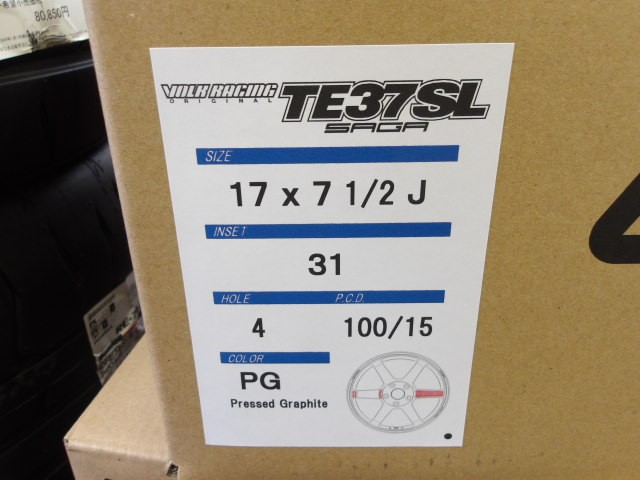 80,850円
VOLK RACING
ORIGINAL
TE37SL
SAGA
SIZE
17 x 7 1/2 J
INSET
31
HOLE P.C.D.
4 100/15
COLOR
PG
Pressed Graphite